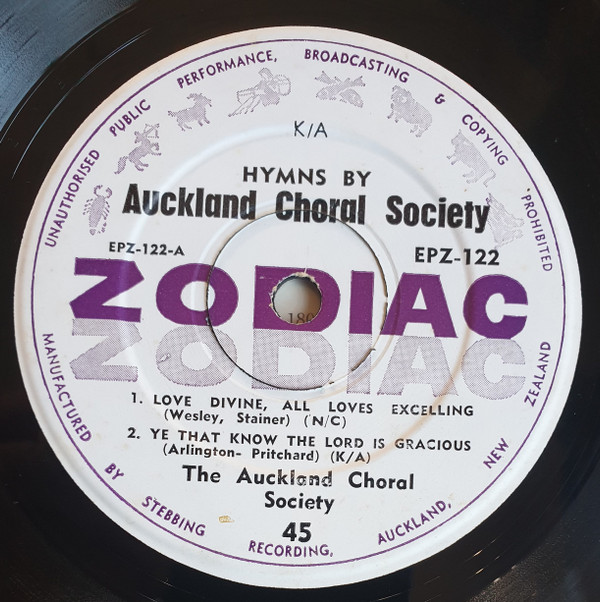 UNAUTHORISED PUBLIC PERFORMANCE, BROADCASTING & COPYING PROHIBITED
K/A
HYMNS BY
Auckland Choral Society
EPZ-122-A EPZ-122
ZODIAC
ZODIAC
180
1. LOVE DIVINE, ALL LOVES EXCELLING
(Wesley, Stainer) (N/C)
2. YE THAT KNOW THE LORD IS GRACIOUS
(Arlington- Pritchard) (K/A)
The Auckland Choral
Society
45
MANUFACTURED BY STEBBING RECORDING, AUCKLAND, NEW ZEALAND